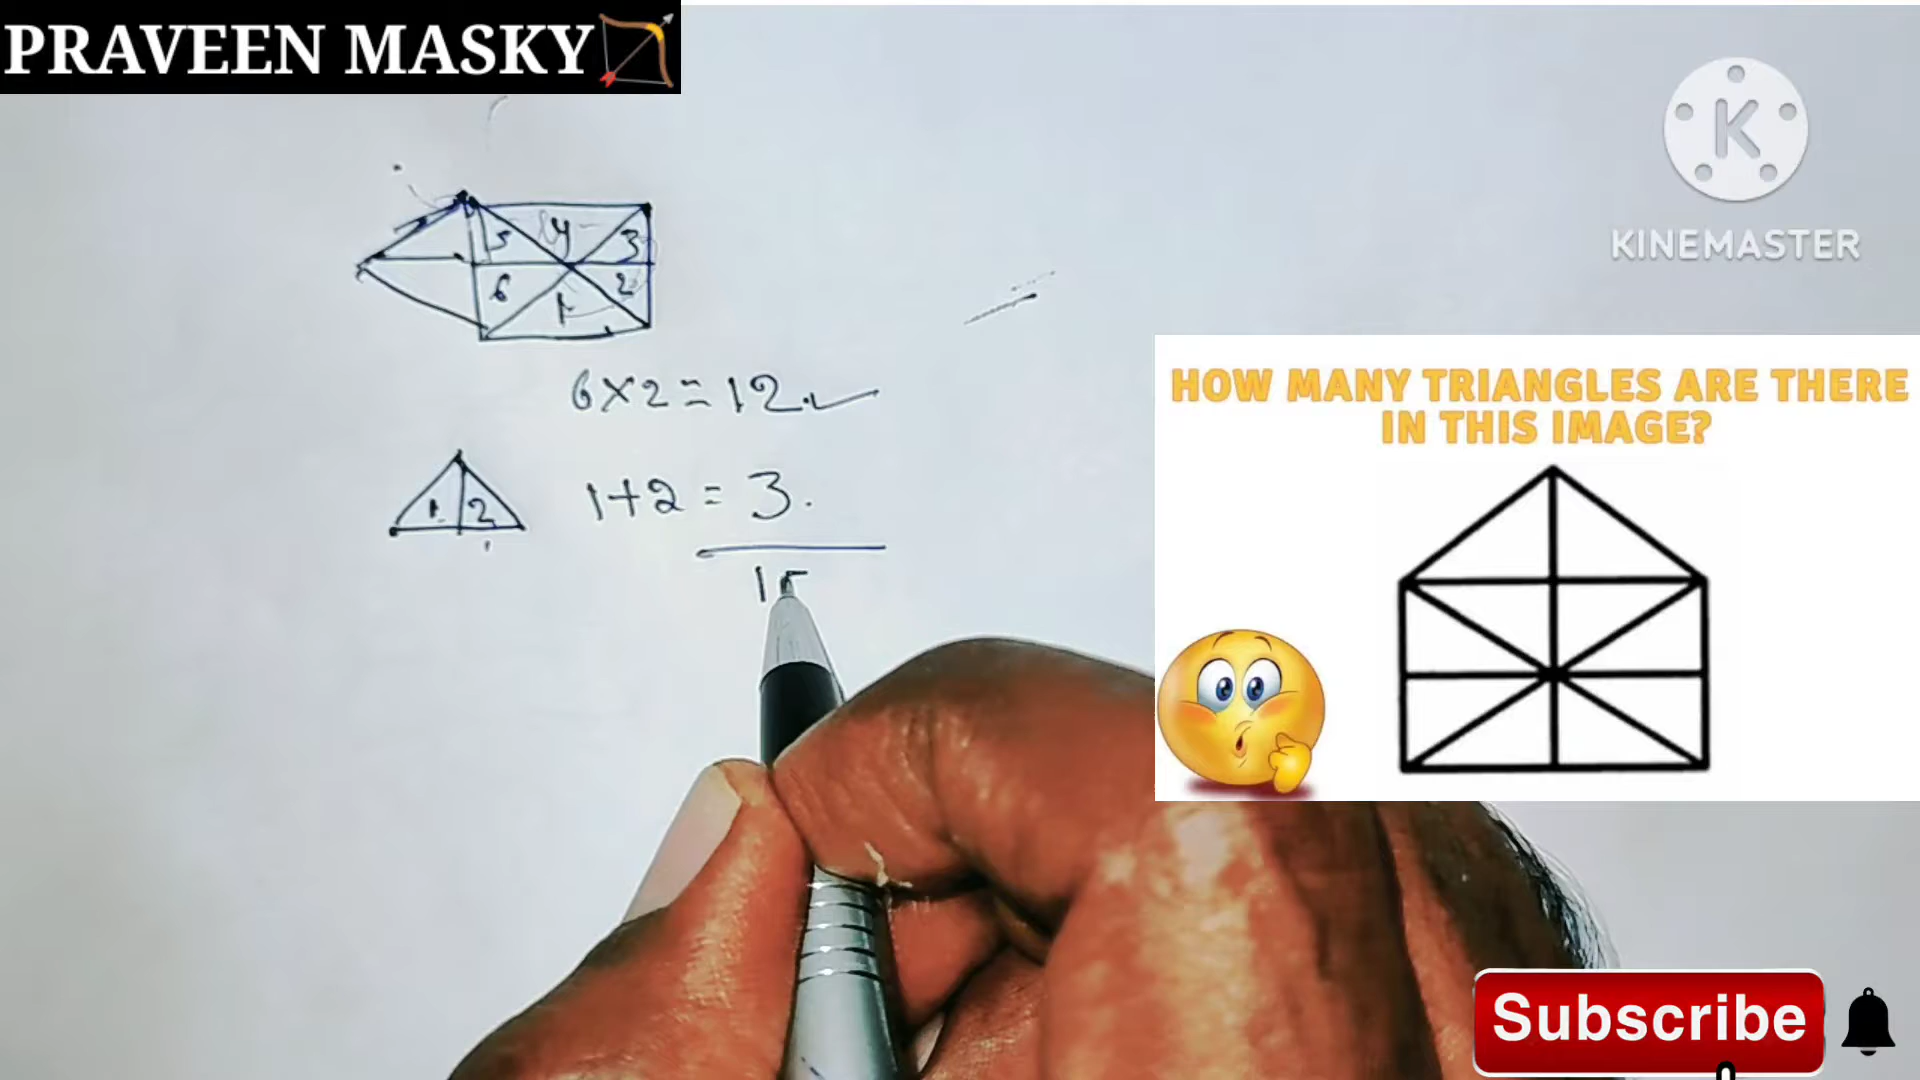 PRAVEEN MASKY
K
KINEMASTER
5 4 3
6 1 2
6×2=12.
1 2
1+2=3.
15
HOW MANY TRIANGLES ARE THERE
IN THIS IMAGE?
Subscribe